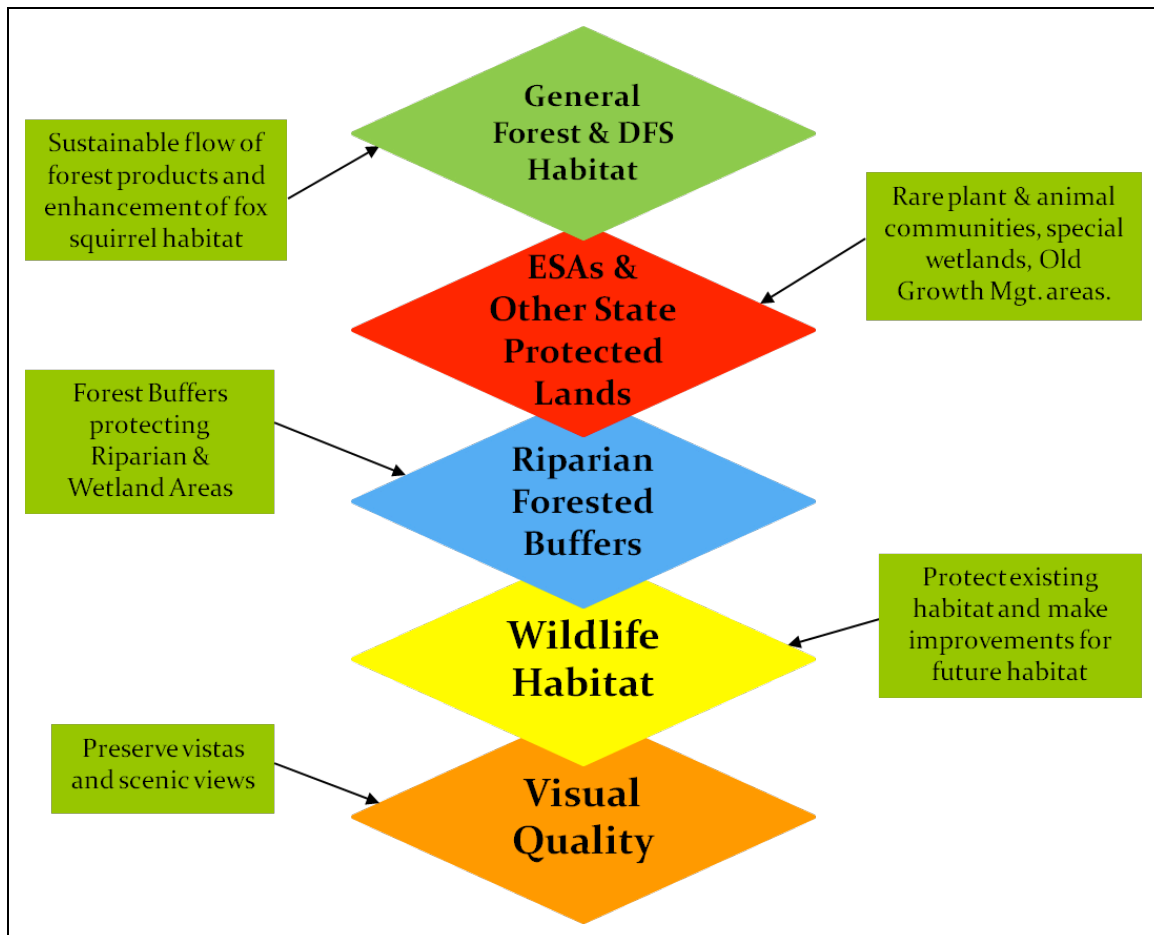 General
Forest & DFS
Habitat
Sustainable flow of
forest products and
enhancement of fox
squirrel habitat
Rare plant & animal
communities, special
wetlands, Old
Growth Mgt. areas.
ESAs &
Other State
Protected
Lands
Forest Buffers
protecting
Riparian &
Wetland Areas
Riparian
Forested
Buffers
Protect existing
habitat and make
improvements for
future habitat
Wildlife
Habitat
Preserve vistas
and scenic views
Visual
Quality